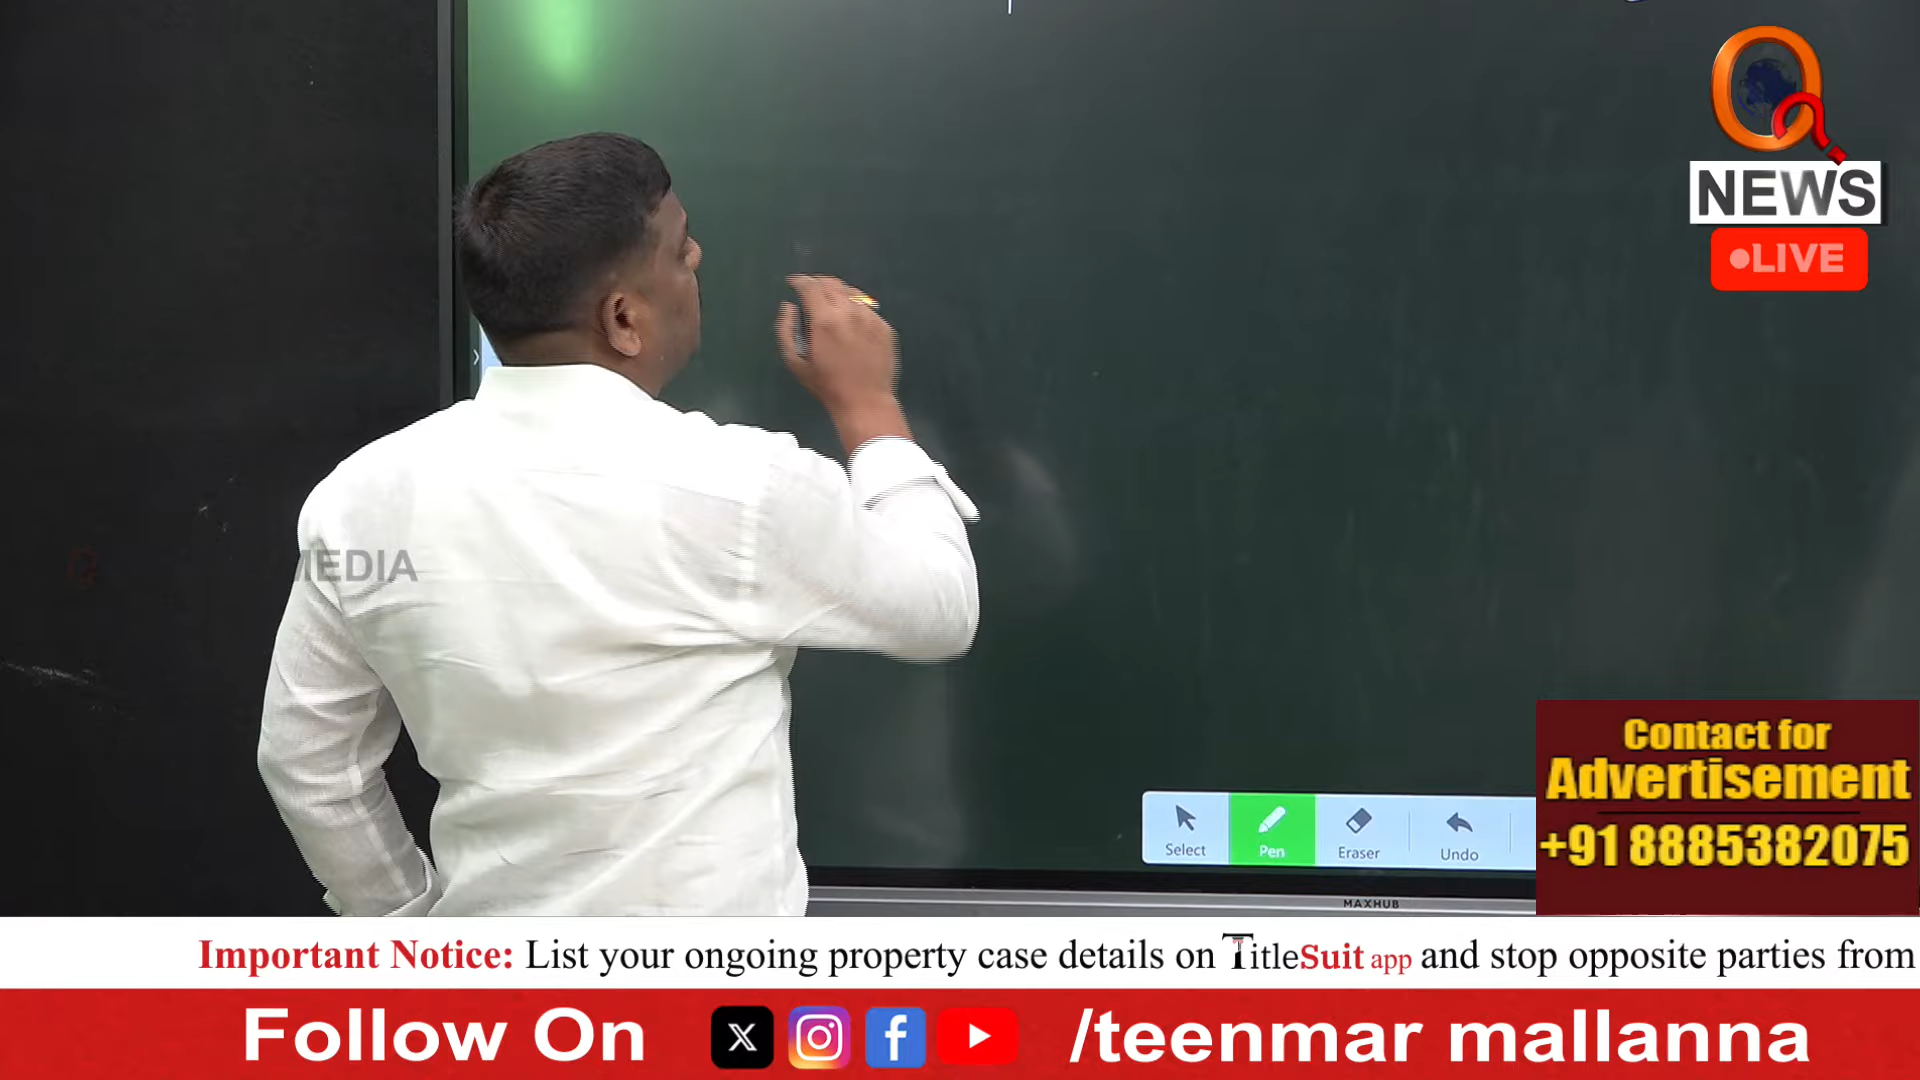 Q
NEWS
LIVE
MEDIA
Contact for
Advertisement
+91 8885382075
Select
Pen
Eraser
Undo
MAXHUB
Important Notice: List your ongoing property case details on TitleSuit app and stop opposite parties from
Follow On X f /teenmar mallanna